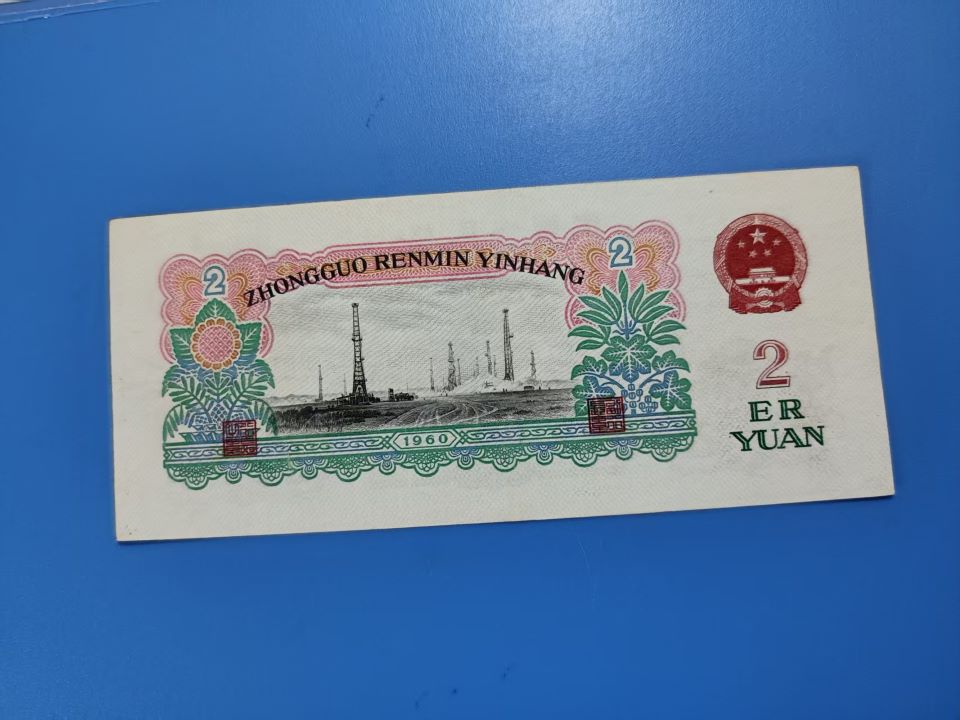 2
2
ZHONGGUO RENMIN YINHANG
1960
2
ER
YUAN